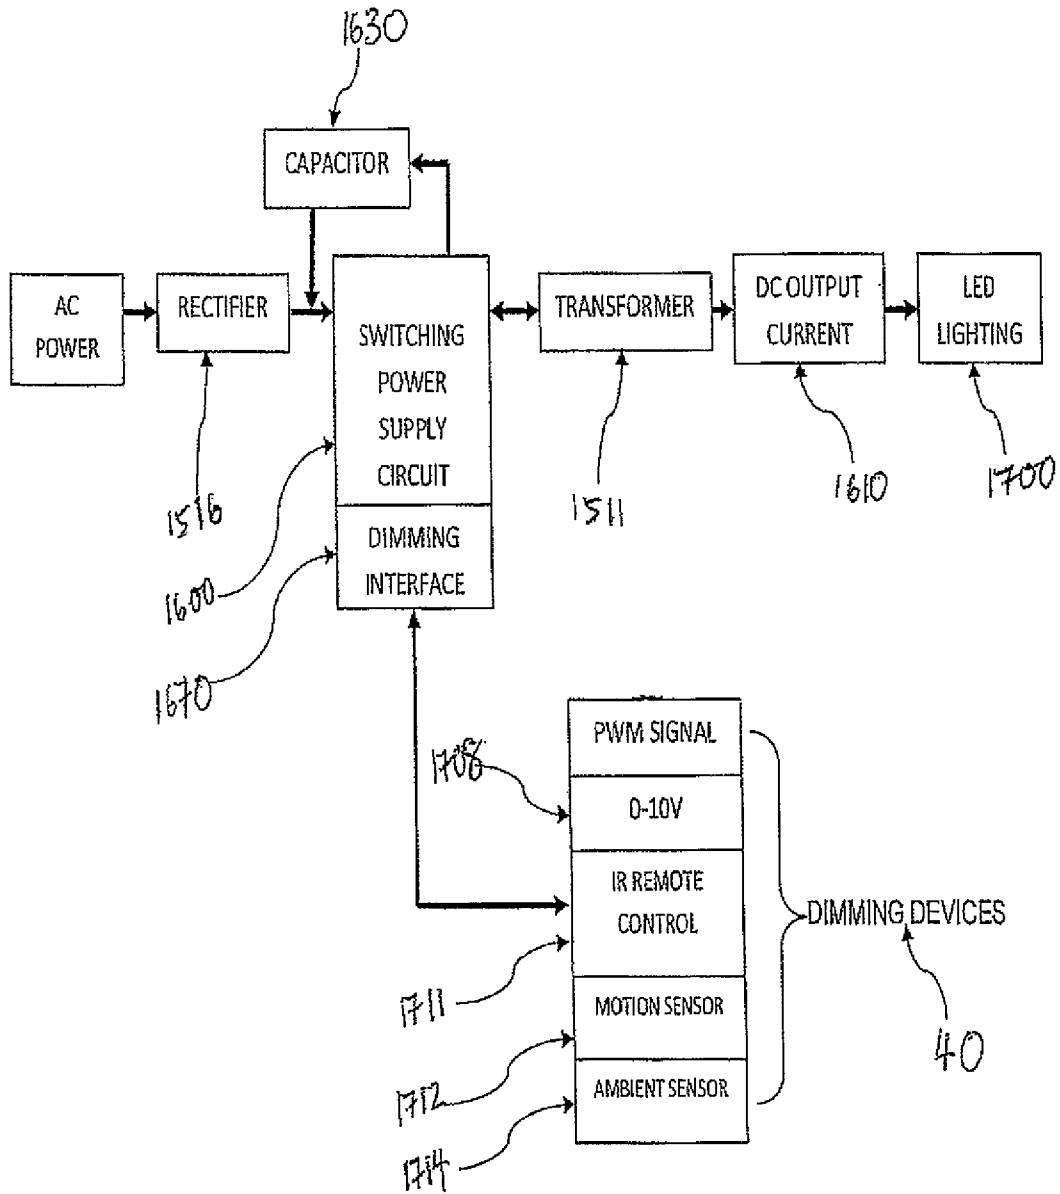 1630
CAPACITOR
AC
POWER
RECTIFIER
SWITCHING
POWER
SUPPLY
CIRCUIT
TRANSFORMER
DC OUTPUT
CURRENT
LED
LIGHTING
1516
1511
1610
1700
DIMMING
INTERFACE
1600
1670
PWM SIGNAL
1708
0-10V
IR REMOTE
CONTROL
DIMMING DEVICES
1711
MOTION SENSOR
40
1712
AMBIENT SENSOR
1714